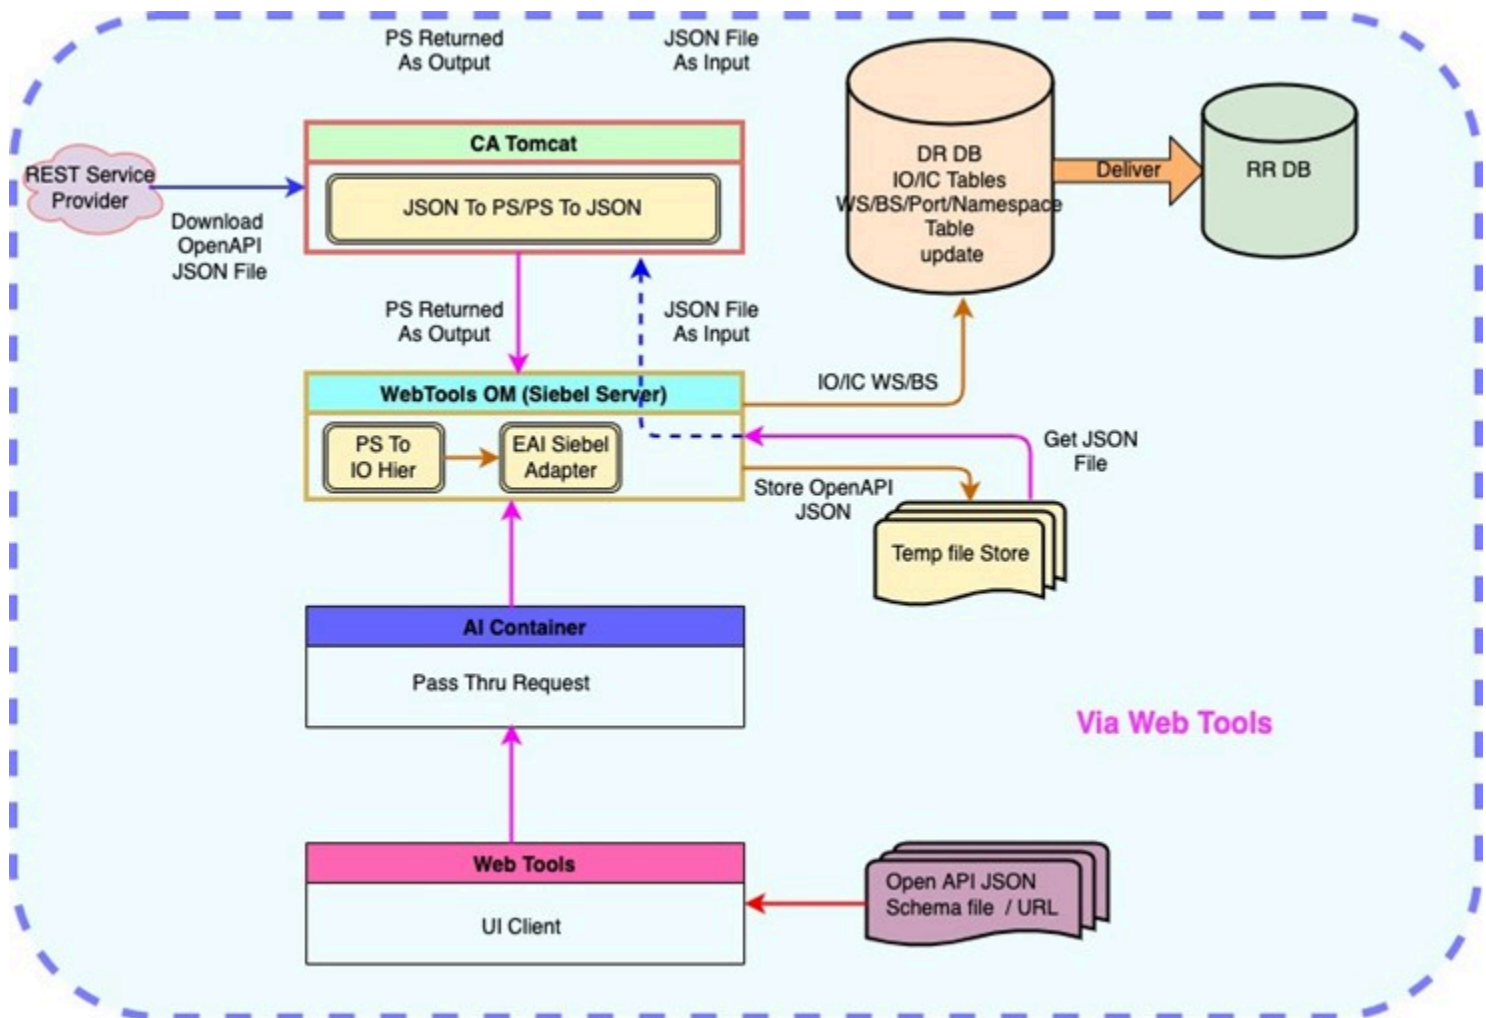 PS Returned
As Output
JSON File
As Input
CA Tomcat
JSON To PS/PS To JSON
REST Service
Provider
Download
OpenAPI
JSON File
DR DB
IO/IC Tables
WS/BS/Port/Namespace
Table
update
Deliver
RR DB
PS Returned
As Output
JSON File
As Input
WebTools OM (Siebel Server)
PS To
IO Hier
EAI Siebel
Adapter
IO/IC WS/BS
Get JSON
File
Store OpenAPI
JSON
Temp file Store
AI Container
Pass Thru Request
Via Web Tools
Web Tools
UI Client
Open API JSON
Schema file / URL